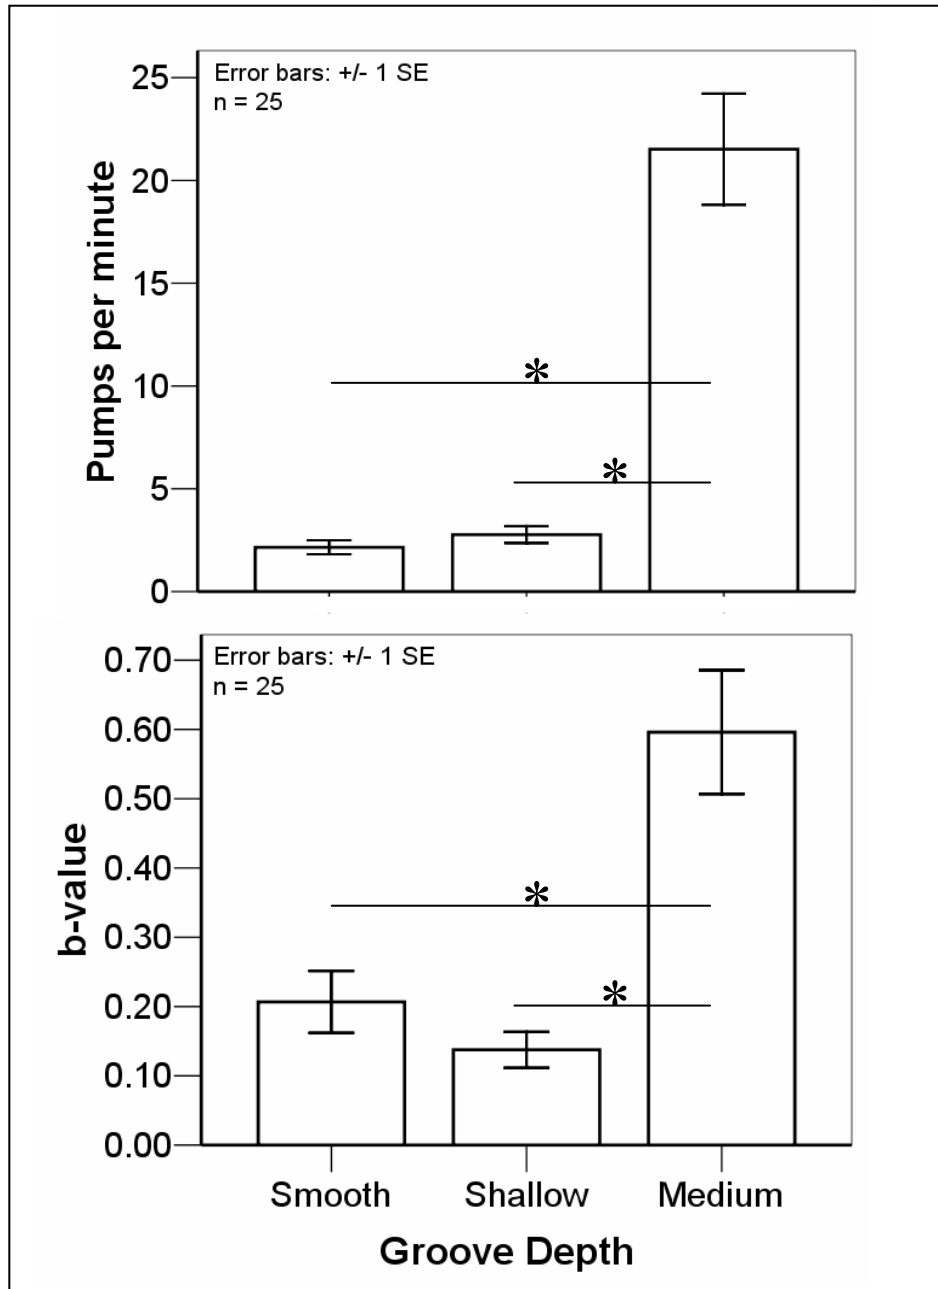 Error bars: +/- 1 SE
n = 25
25
20
15
10
5
0
Pumps per minute
*
*
Error bars: +/- 1 SE
n = 25
0.70
0.60
0.50
0.40
0.30
0.20
0.10
0.00
b-value
*
*
Smooth Shallow Medium
Groove Depth